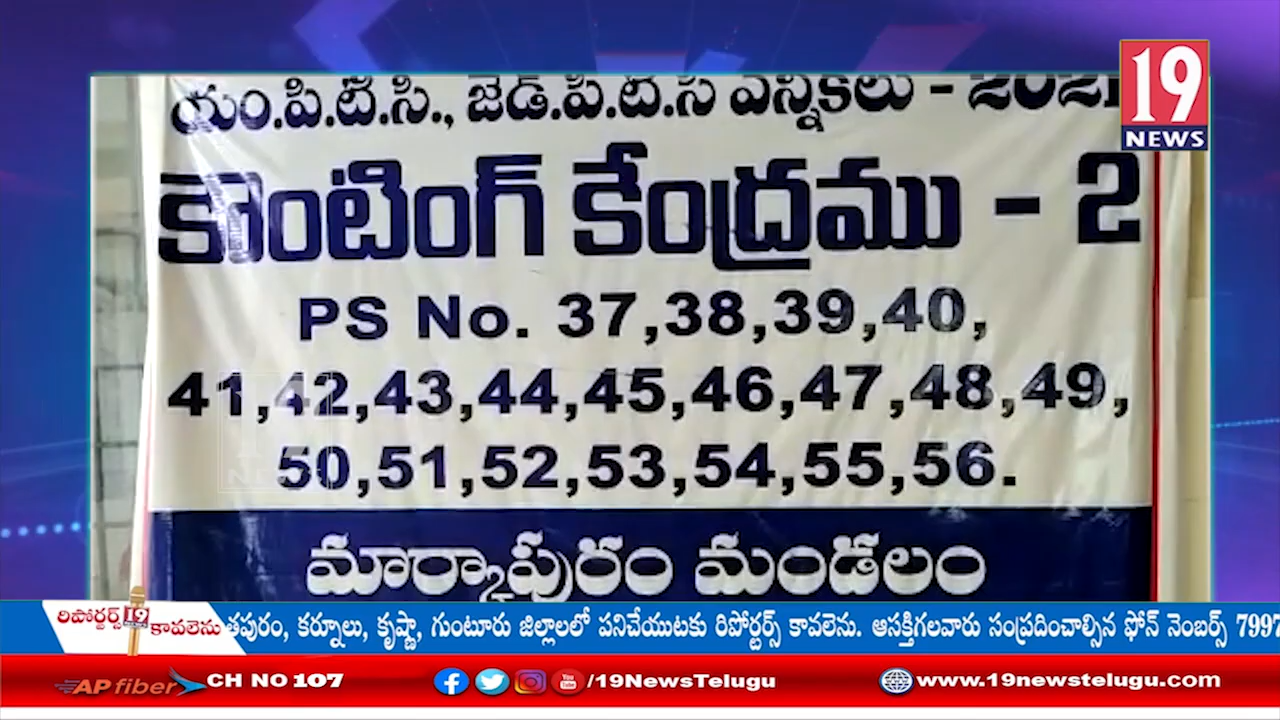 యం.పి.టి.సి., జెడ్.పి.టి.సి ఎన్నికలు - 2021
19
NEWS
కౌంటింగ్ కేంద్రము - 2
PS No. 37,38,39,40,
41,42,43,44,45,46,47,48,49,
50,51,52,53,54,55,56.
మార్కాపురం మండలం
రిపోర్టర్స్ కావలెను
తపురం, కర్నూలు, కృష్ణా, గుంటూరు జిల్లాలలో పనిచేయుటకు రిపోర్టర్స్ కావలెను. ఆసక్తిగలవారు సంప్రదించాల్సిన ఫోన్ నెంబర్స్ 7997
AP fiber CH NO 107 /19NewsTelugu www.19newstelugu.com